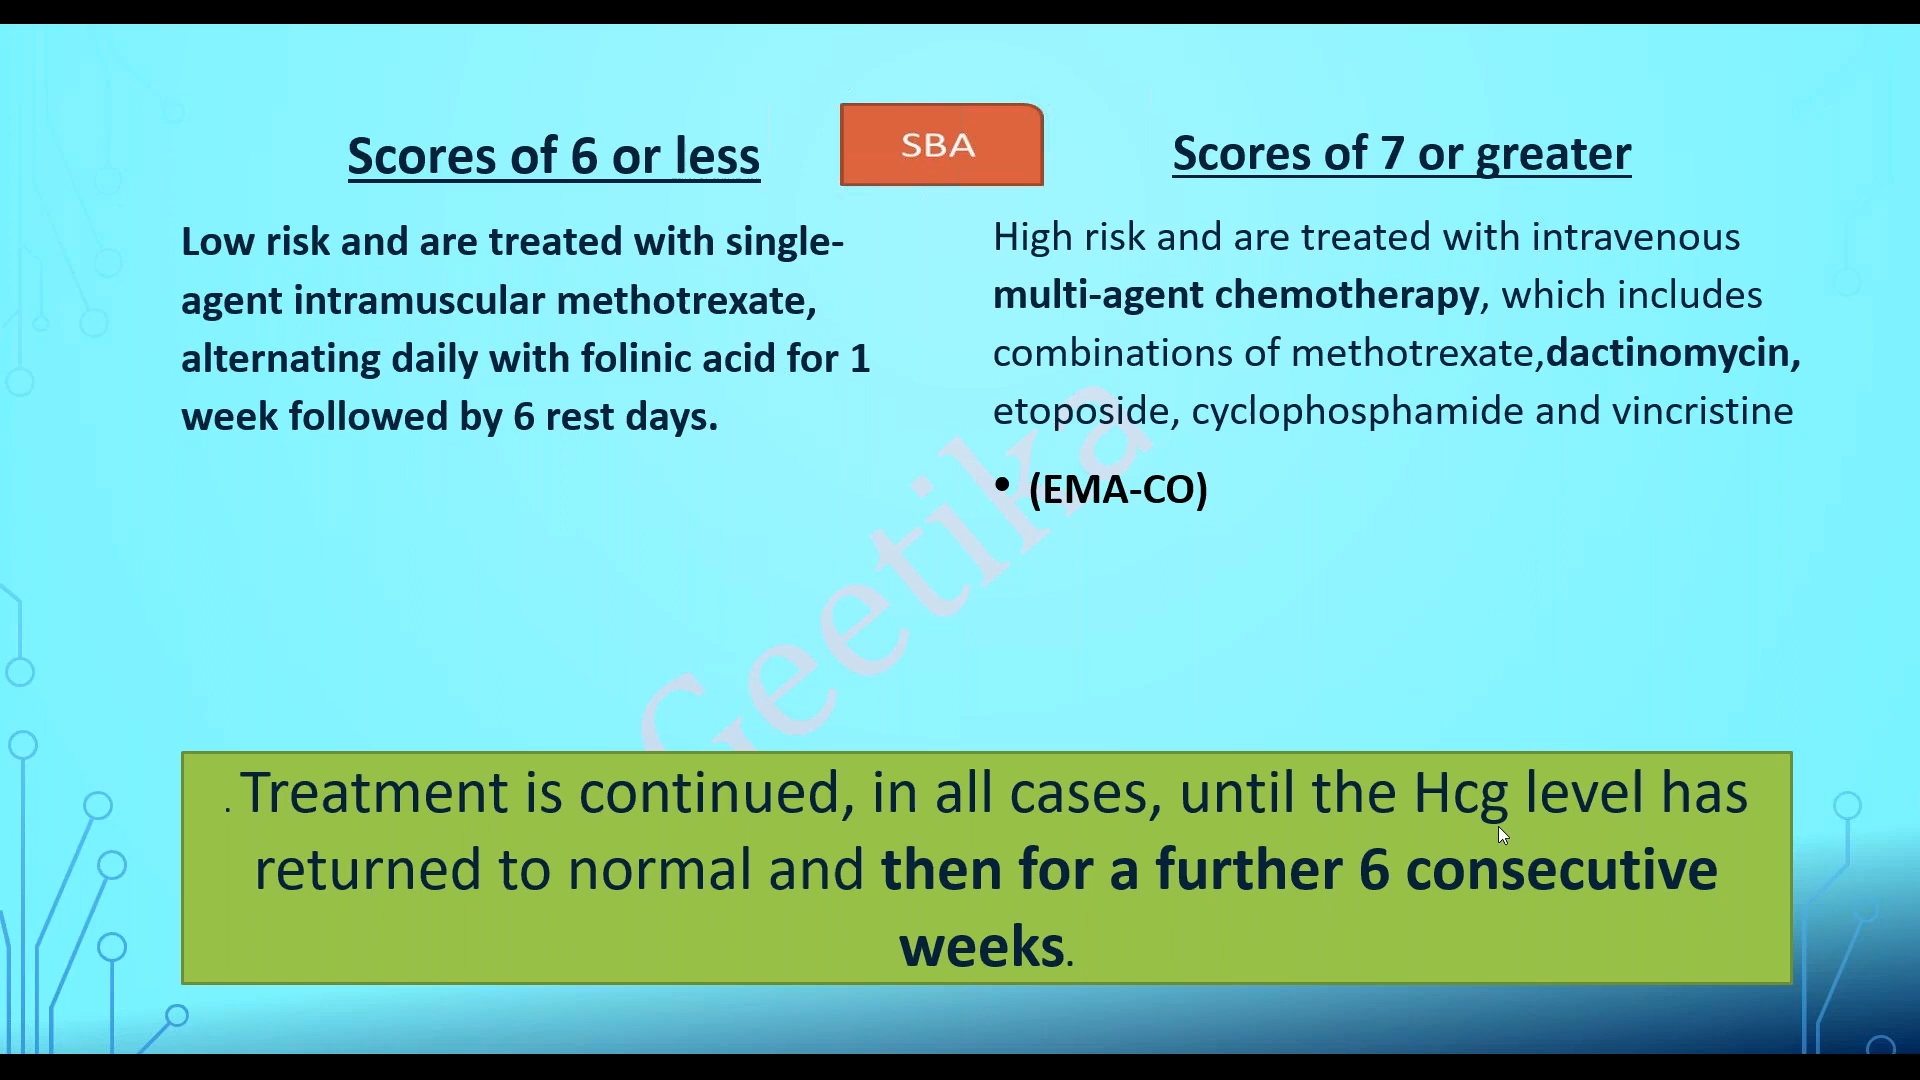 SBA
Scores of 6 or less
Low risk and are treated with single-
agent intramuscular methotrexate,
alternating daily with folinic acid for 1
week followed by 6 rest days.
Scores of 7 or greater
High risk and are treated with intravenous
multi-agent chemotherapy, which includes
combinations of methotrexate,dactinomycin,
etoposide, cyclophosphamide and vincristine
• (EMA-CO)
Geetika
. Treatment is continued, in all cases, until the Hcg level has
returned to normal and then for a further 6 consecutive
weeks.